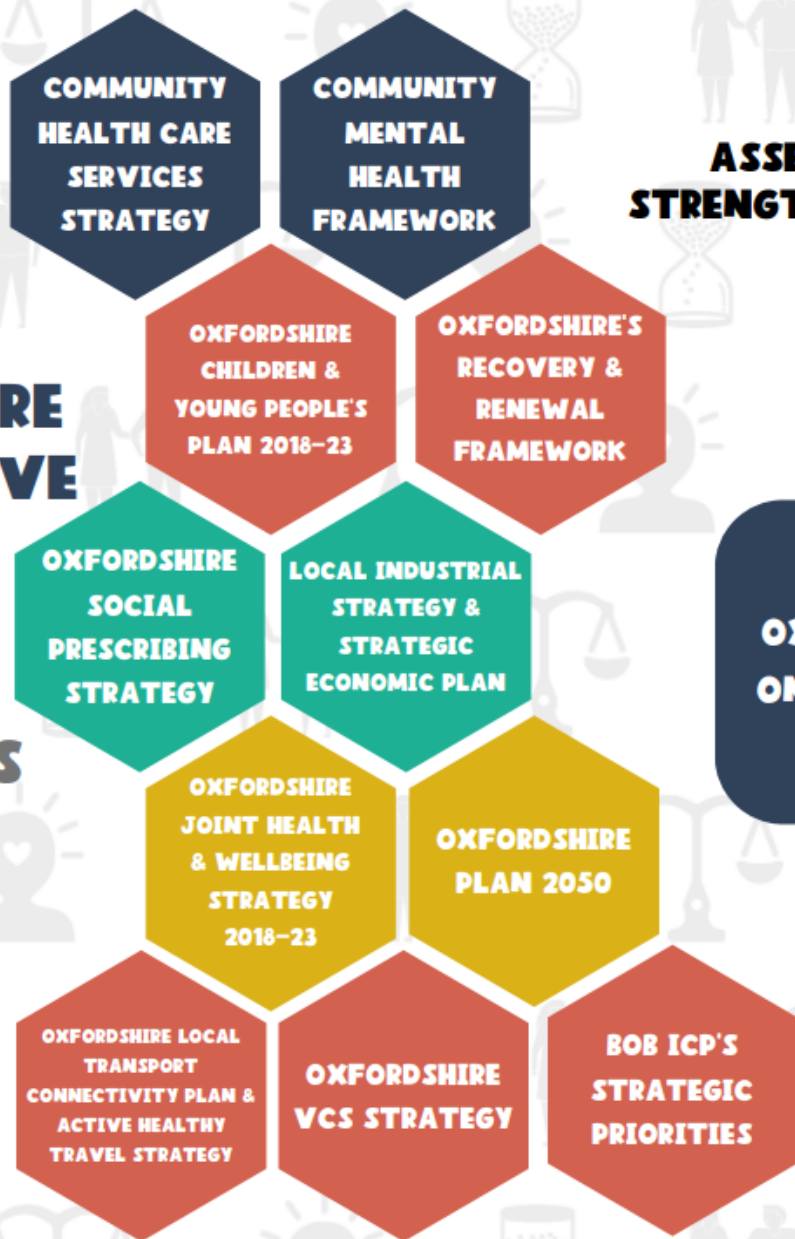 COMMUNITY
HEALTH CARE
SERVICES
STRATEGY
COMMUNITY
MENTAL
HEALTH
FRAMEWORK
ASSE
STRENGT
OXFORDSHIRE
CHILDREN &
YOUNG PEOPLE'S
PLAN 2018-23
OXFORDSHIRE'S
RECOVERY &
RENEWAL
FRAMEWORK
RE
VE
OXFORDSHIRE
SOCIAL
PRESCRIBING
STRATEGY
LOCAL INDUSTRIAL
STRATEGY &
STRATEGIC
ECONOMIC PLAN
OX
ON
S
OXFORDSHIRE
JOINT HEALTH
& WELLBEING
STRATEGY
2018-23
OXFORDSHIRE
PLAN 2050
OXFORDSHIRE LOCAL
TRANSPORT
CONNECTIVITY PLAN &
ACTIVE HEALTHY
TRAVEL STRATEGY
OXFORDSHIRE
VCS STRATEGY
BOB ICP'S
STRATEGIC
PRIORITIES